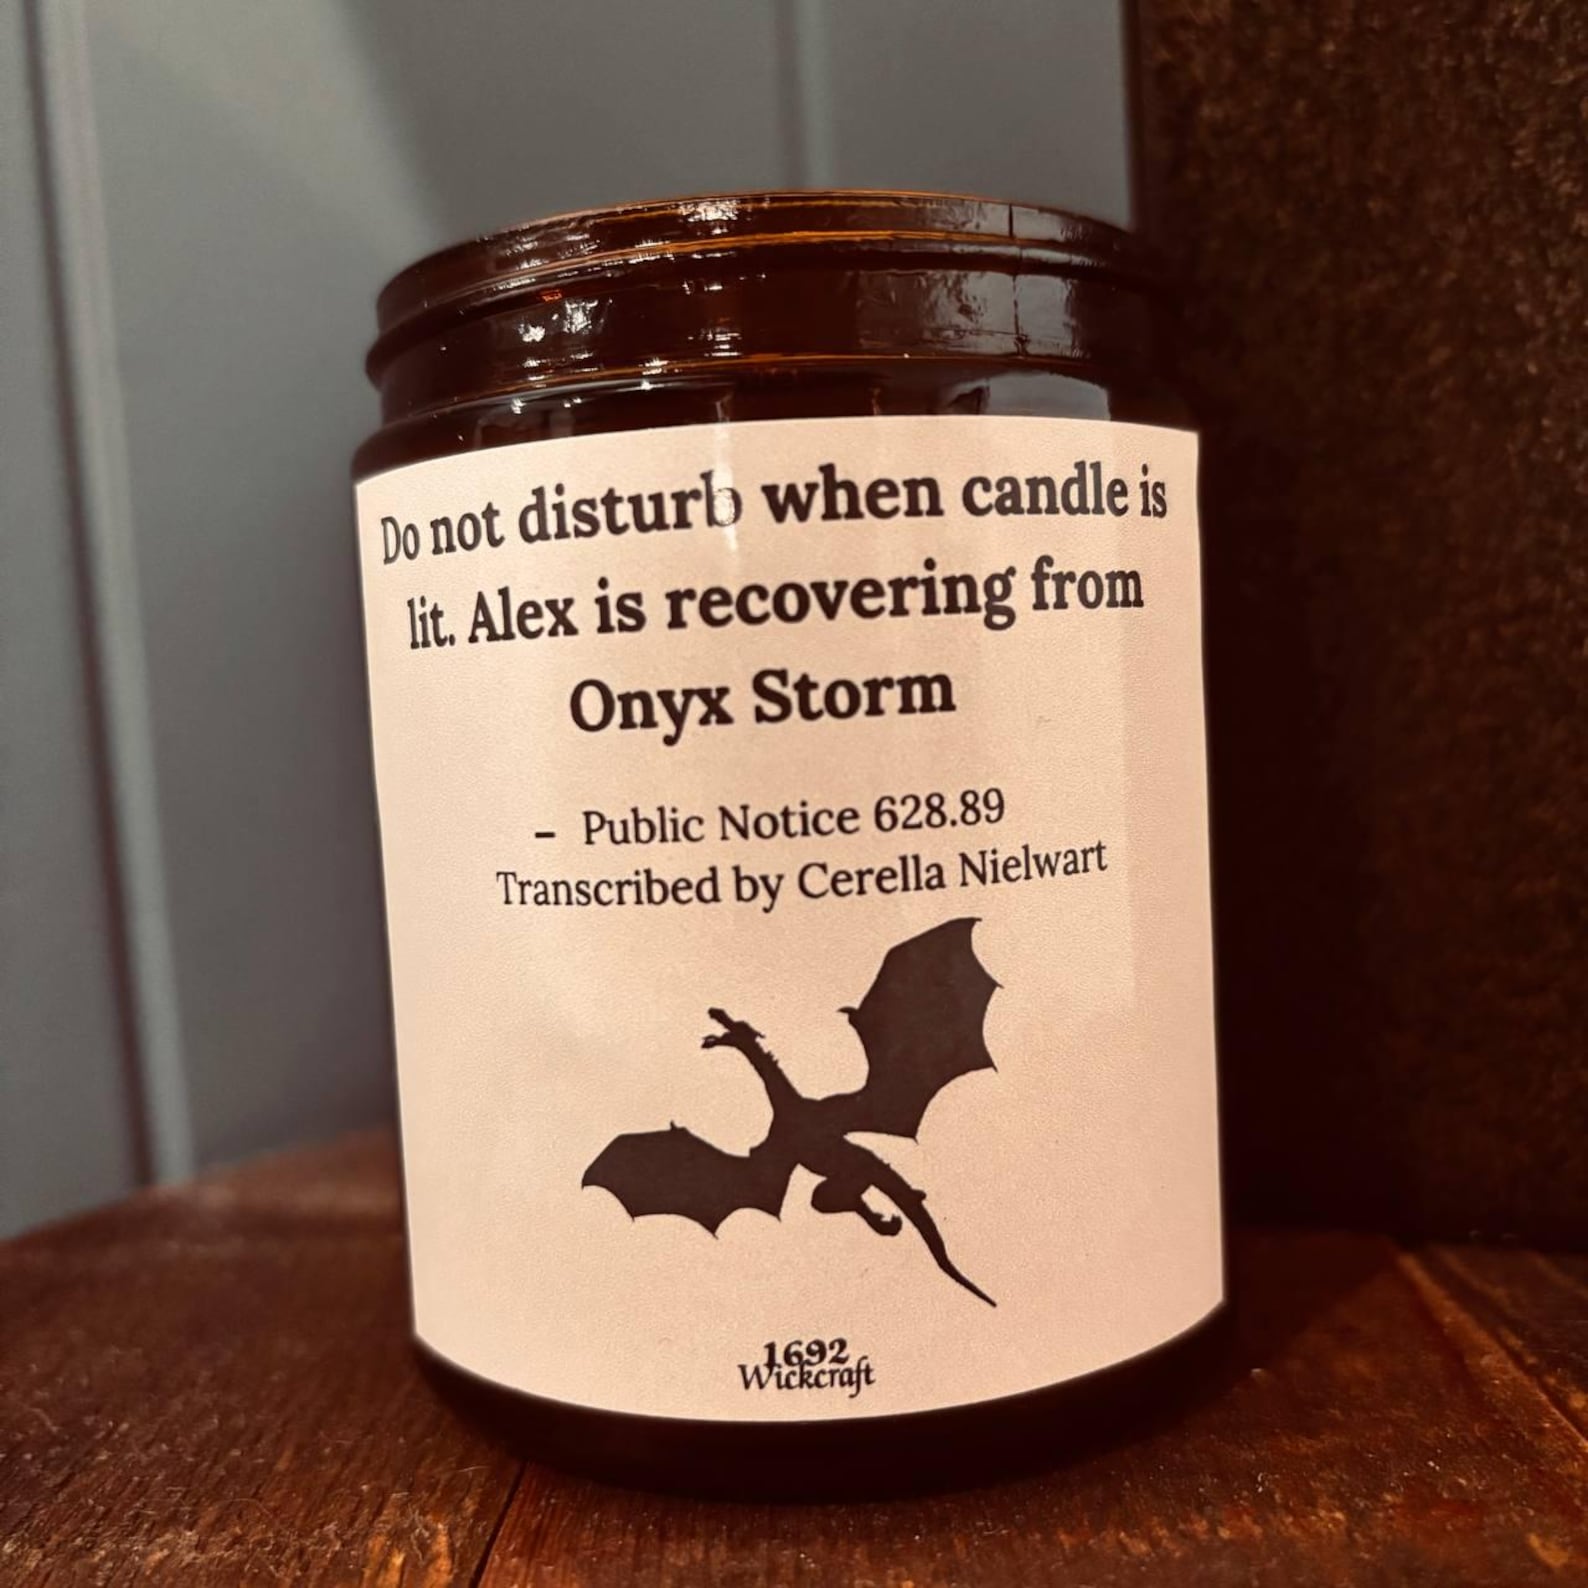 Do not disturb when candle is
lit. Alex is recovering from
Onyx Storm
– Public Notice 628.89
Transcribed by Cerella Nielwart
1692
Wickcraft